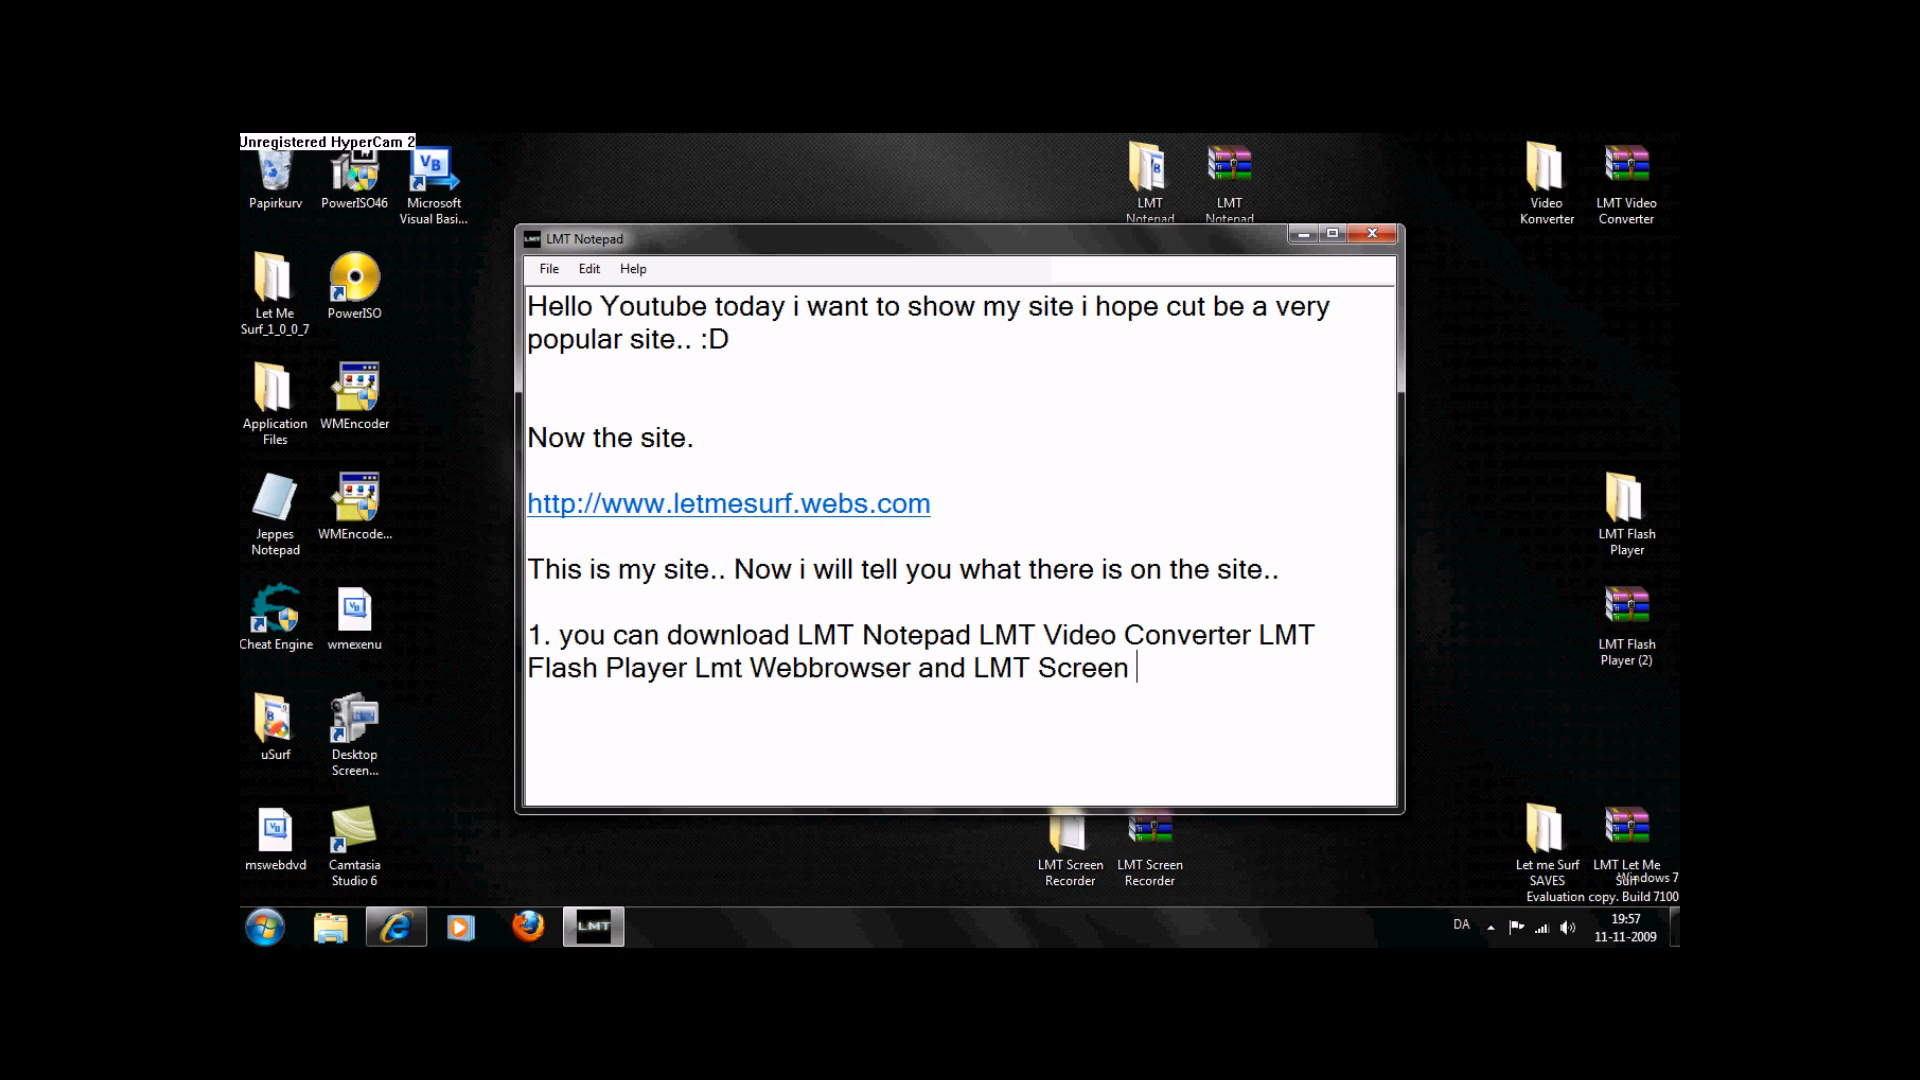 Unregistered HyperCam 2
Papirkurv
PowerISO46
Microsoft
Visual Basi...
LMT
Notepad
LMT
Notepad
Video
Konverter
LMT Video
Converter
LMT Notepad
File Edit Help
Hello Youtube today i want to show my site i hope cut be a very
popular site.. :D
Now the site.
http://www.letmesurf.webs.com
This is my site.. Now i will tell you what there is on the site..
1. you can download LMT Notepad LMT Video Converter LMT
Flash Player Lmt Webbrowser and LMT Screen
Let Me
Surf_1_0_0_7
PowerISO
Application
Files
WMEncoder
Jeppes
Notepad
WMEncode...
LMT Flash
Player
Cheat Engine
wmexenu
LMT Flash
Player (2)
uSurf
Desktop
Screen...
mswebdvd
Camtasia
Studio 6
LMT Screen
Recorder
LMT Screen
Recorder
Let me Surf
SAVES
LMT Let Me
Surf
Windows 7
Evaluation copy. Build 7100
LMT
DA
19:57
11-11-2009